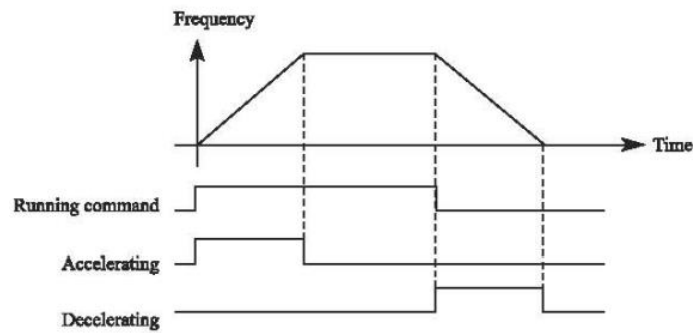 Frequency
Time
Running command
Accelerating
Decelerating